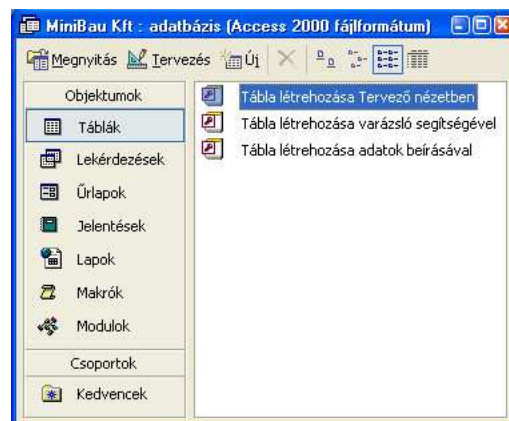 MiniBau Kft : adatbázis (Access 2000 fájlformátum)
Megnyitás Tervezés Új
Objektumok
Táblák
Lekérdezések
Űrlapok
Jelentések
Lapok
Makrók
Modulok
Csoportok
Kedvencek
Tábla létrehozása Tervező nézetben
Tábla létrehozása varázsló segítségével
Tábla létrehozása adatok beírásával